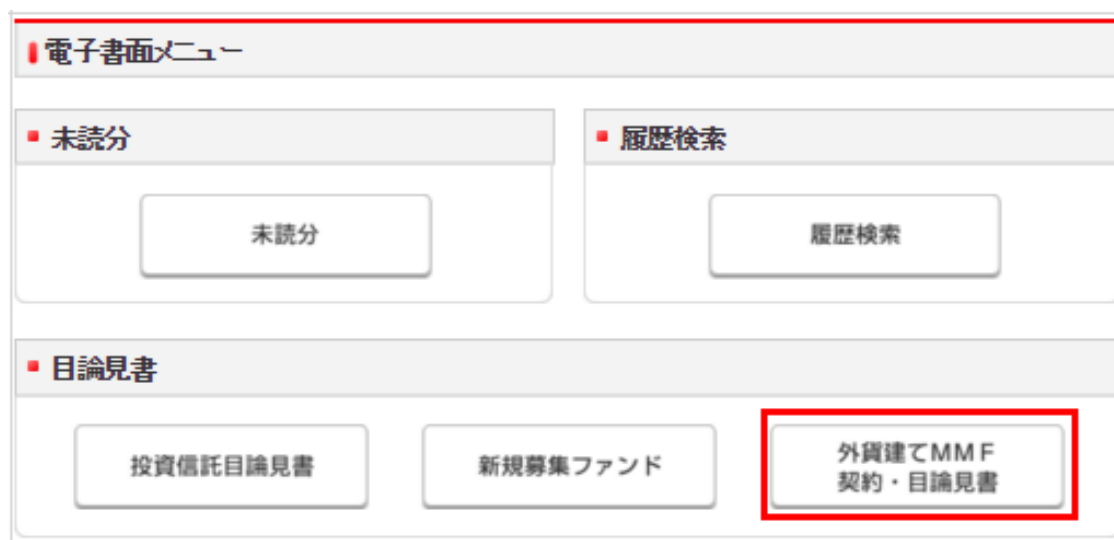 電子書面メニュー
未読分
履歴検索
未読分
履歴検索
目論見書
投資信託目論見書
新規募集ファンド
外貨建てMMF
契約・目論見書